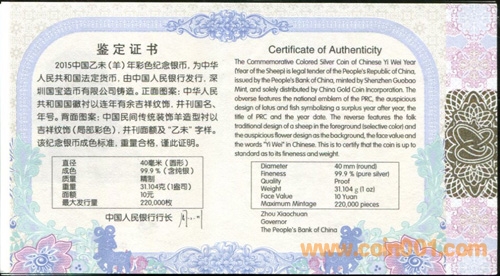 鉴定证书
2015中国乙未(羊)年彩色纪念银币,为中华
人民共和国法定货币,由中国人民银行发行,深
圳国宝造币有限公司铸造。正面图案:中华人
民共和国国徽衬以连年有余吉祥纹饰,并刊国名、
年号。背面图案:中国民间传统装饰羊造型衬以
吉祥纹饰(局部彩色),并刊面额及“乙未”字样。
该纪念银币成色标准,重量合格,谨此证明。
直径 40毫米(圆形)
成色 99.9%(含纯银)
质量 精制
重量 31.104克(1盎司)
面额 10元
最大发行量 220,000枚
中国人民银行行长
Certificate of Authenticity
The Commemorative Colored Silver Coin of Chinese Yi Wei Year
(Year of the Sheep) is legal tender of the People's Republic of China,
issued by the People's Bank of China, minted by Shenzhen Guobao
Mint, and solely distributed by China Gold Coin Incorporation. The
obverse features the national emblem of the PRC, the auspicious
design of lotus and fish symbolizing a surplus year after year, the
title of PRC and the year date. The reverse features the folk
traditional design of a sheep in the foreground (selective color) and
the auspicious flower design as the background, the face value and
the words "Yi Wei" in Chinese. This is to certify that the coin is up to
standard as to its fineness and weight.
Diameter 40 mm (round)
Fineness 99.9% (pure silver)
Quality Proof
Weight 31.104 g (1 oz)
Face Value 10 Yuan
Maximum Mintage 220,000 pieces
Zhou Xiaochuan
Governor
The People's Bank of China
www.coin001.com